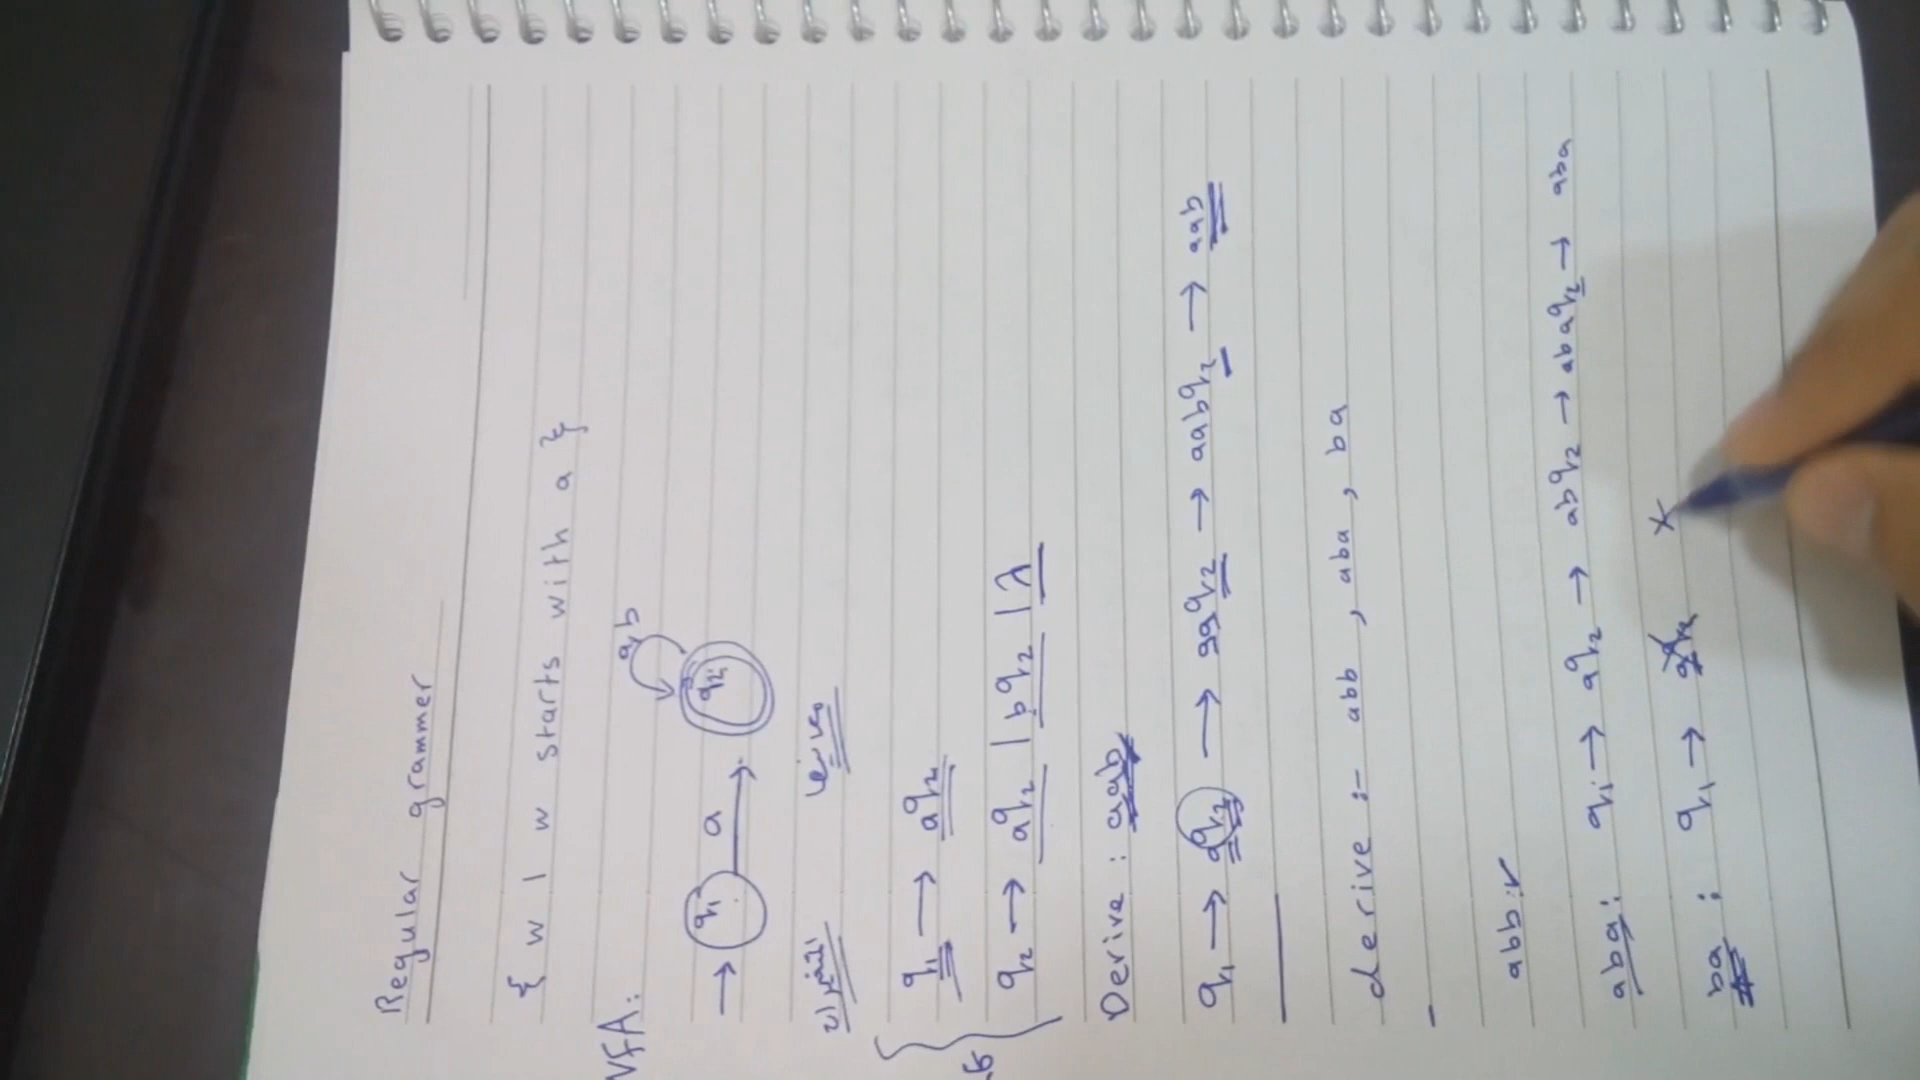 Regular grammer
{ w | w starts with a }
NFA:
a,b
→ q1 a → q2
q1 → aq2
q2 → aq2 | bq2 | λ
Derive : aab
q1 → aq2 → aaq2 → aabq2 → aab
derive :- abb , aba , ba
abb: ✓
aba: q1 → aq2 → abq2 → abaq2 → aba
ba : q1 → aq2 ×